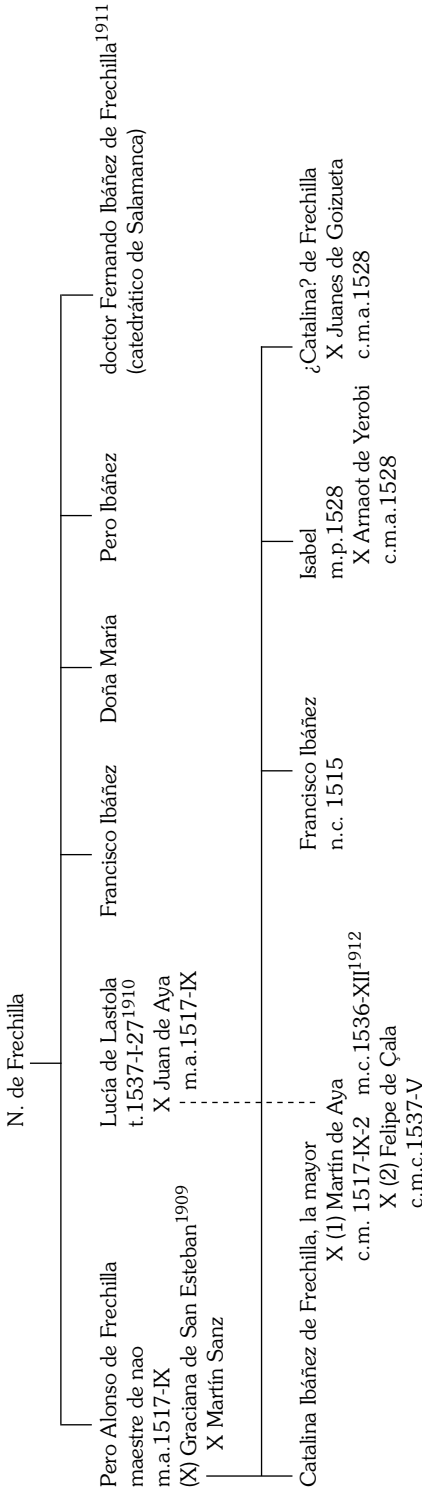 N. de Frechilla
Pero Alonso de Frechilla
maestre de nao
m.a.1517-IX
(X) Graciana de San Esteban1909
X Martín Sanz
Lucía de Lastola
t.1537-I-271910
X Juan de Aya
m.a.1517-IX
Francisco Ibáñez
Doña María
Pero Ibáñez
doctor Fernando Ibáñez de Frechilla1911
(catedrático de Salamanca)
Catalina Ibáñez de Frechilla, la mayor
X (1) Martín de Aya
c.m. 1517-IX-2 m.c.1536-XII1912
X (2) Felipe de Çala
c.m.c.1537-V
Francisco Ibáñez
n.c. 1515
Isabel
m.p.1528
X Arnaot de Yerobi
c.m.a.1528
¿Catalina? de Frechilla
X Juanes de Goizueta
c.m.a.1528